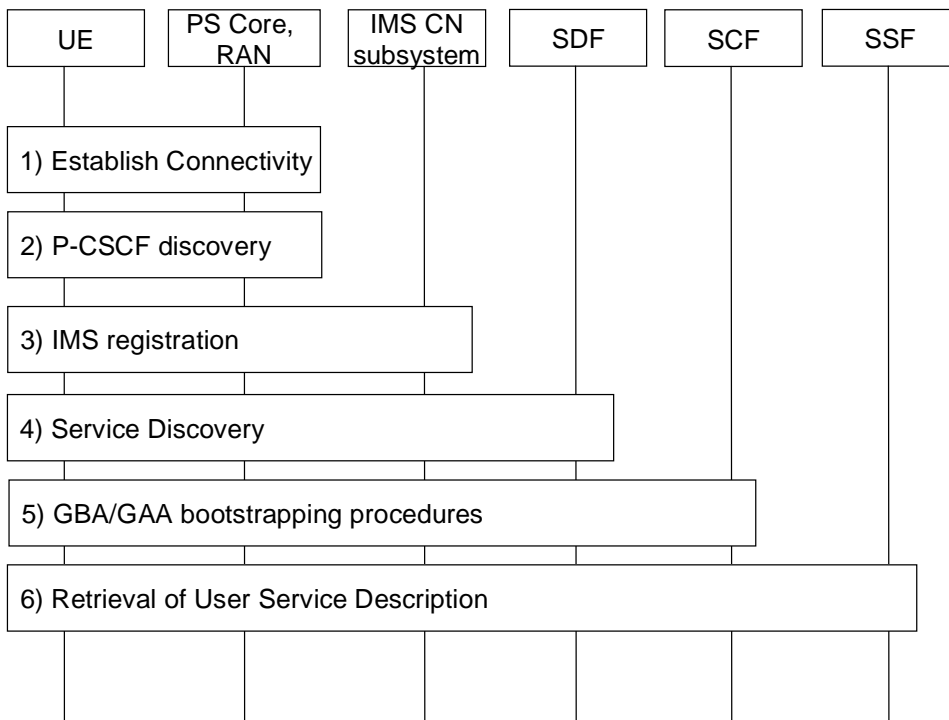 UE
PS Core,
RAN
IMS CN
subsystem
SDF
SCF
SSF
1) Establish Connectivity
2) P-CSCF discovery
3) IMS registration
4) Service Discovery
5) GBA/GAA bootstrapping procedures
6) Retrieval of User Service Description